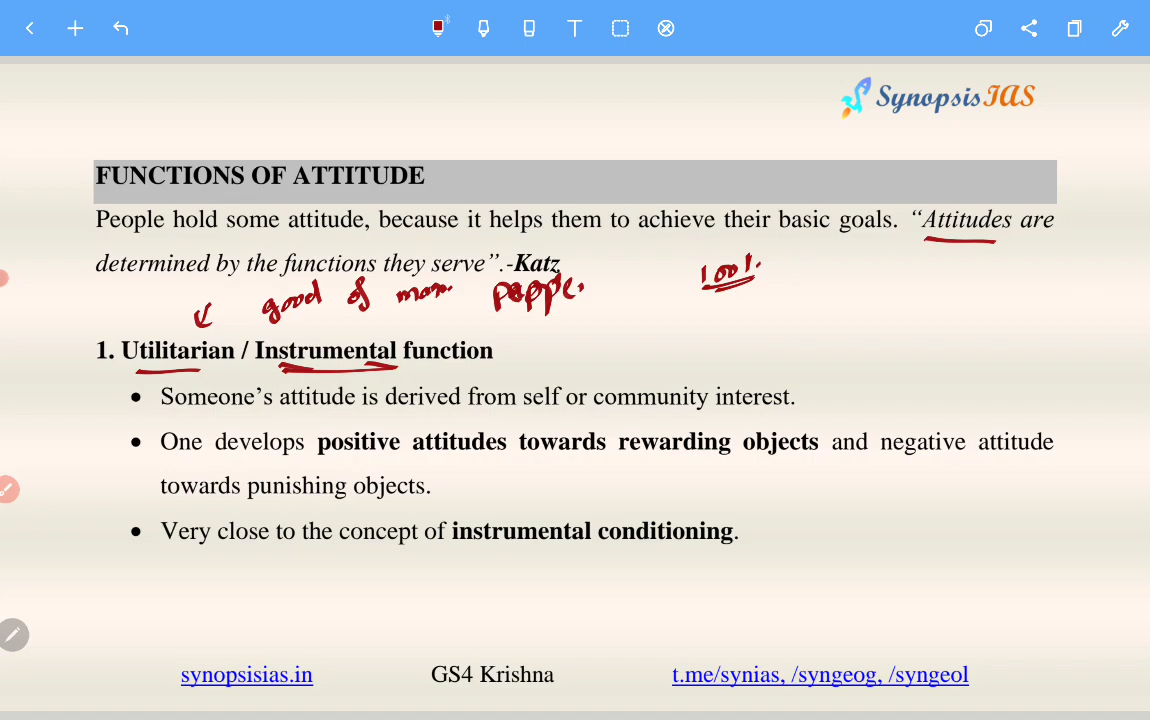 SynopsisIAS
FUNCTIONS OF ATTITUDE
People hold some attitude, because it helps them to achieve their basic goals. “Attitudes are
determined by the functions they serve”.-Katz
good of max. people.
100%.
1. Utilitarian / Instrumental function
• Someone’s attitude is derived from self or community interest.
• One develops positive attitudes towards rewarding objects and negative attitude
towards punishing objects.
• Very close to the concept of instrumental conditioning.
synopsisias.in GS4 Krishna t.me/synias, /syngeog, /syngeol